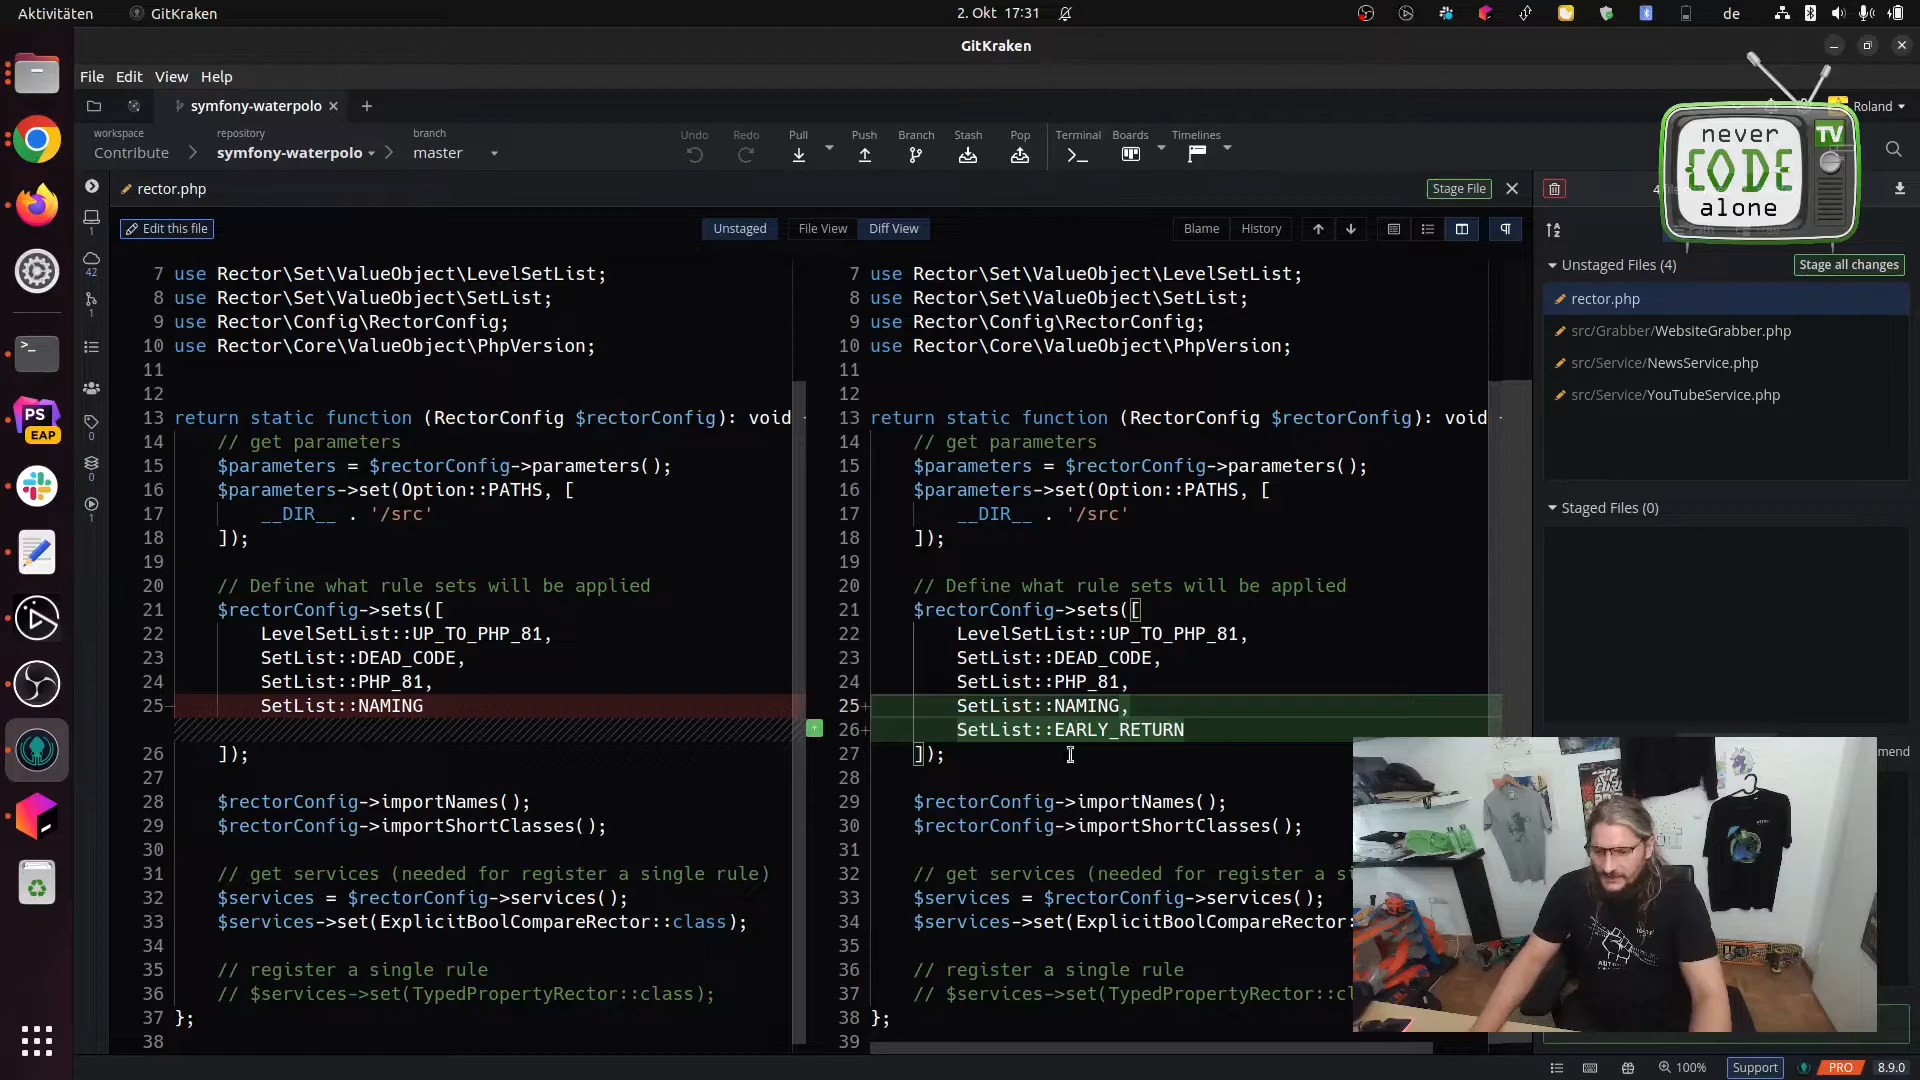 Aktivitäten
GitKraken
2. Okt 17:31
de
GitKraken
File Edit View Help
symfony-waterpolo
workspace
Contribute
repository
symfony-waterpolo
branch
master
Undo
Redo
Pull
Push
Branch
Stash
Pop
Terminal
Boards
Timelines
Roland
never
CODE
alone
TV
rector.php
Stage File
Edit this file
Unstaged
File View
Diff View
Blame
History
1
42
1
0
0
1
7 use Rector\Set\ValueObject\LevelSetList;
8 use Rector\Set\ValueObject\SetList;
9 use Rector\Config\RectorConfig;
10 use Rector\Core\ValueObject\PhpVersion;
11
12
13 return static function (RectorConfig $rectorConfig): void
14 // get parameters
15 $parameters = $rectorConfig->parameters();
16 $parameters->set(Option::PATHS, [
17 __DIR__ . '/src'
18 ]);
19
20 // Define what rule sets will be applied
21 $rectorConfig->sets([
22 LevelSetList::UP_TO_PHP_81,
23 SetList::DEAD_CODE,
24 SetList::PHP_81,
25- SetList::NAMING
26 ]);
27
28 $rectorConfig->importNames();
29 $rectorConfig->importShortClasses();
30
31 // get services (needed for register a single rule)
32 $services = $rectorConfig->services();
33 $services->set(ExplicitBoolCompareRector::class);
34
35 // register a single rule
36 // $services->set(TypedPropertyRector::class);
37 };
38
7 use Rector\Set\ValueObject\LevelSetList;
8 use Rector\Set\ValueObject\SetList;
9 use Rector\Config\RectorConfig;
10 use Rector\Core\ValueObject\PhpVersion;
11
12
13 return static function (RectorConfig $rectorConfig): void
14 // get parameters
15 $parameters = $rectorConfig->parameters();
16 $parameters->set(Option::PATHS, [
17 __DIR__ . '/src'
18 ]);
19
20 // Define what rule sets will be applied
21 $rectorConfig->sets([
22 LevelSetList::UP_TO_PHP_81,
23 SetList::DEAD_CODE,
24 SetList::PHP_81,
25+ SetList::NAMING,
26+ SetList::EARLY_RETURN
27 ]);
28
29 $rectorConfig->importNames();
30 $rectorConfig->importShortClasses();
31
32 // get services (needed for register a si
33 $services = $rectorConfig->services();
34 $services->set(ExplicitBoolCompareRector:
35
36 // register a single rule
37 // $services->set(TypedPropertyRector::cl
38 };
39
Unstaged Files (4)
Stage all changes
rector.php
src/Grabber/WebsiteGrabber.php
src/Service/NewsService.php
src/Service/YouTubeService.php
Staged Files (0)
mend
PS
EAP
100%
Support
PRO
8.9.0